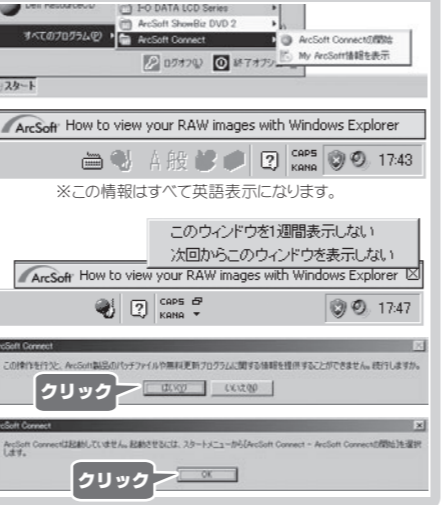 Dell ResourceCD
I-O DATA LCD Series
ArcSoft ShowBiz DVD 2
すべてのプログラム(P)
ArcSoft Connect
ArcSoft Connectの開始
My ArcSoft情報を表示
ログオフ(L)
終了オプシ
スタート
ArcSoft How to view your RAW images with Windows Explorer
A 般
CAPS
KANA
17:43
※この情報はすべて英語表示になります。
このウィンドウを1週間表示しない
次回からこのウィンドウを表示しない
ArcSoft How to view your RAW images with Windows Explorer
CAPS
KANA
17:47
cSoft Connect
この操作を行うと、ArcSoft製品のパッチファイルや無料更新プログラムに関する情報を提供することができません。続行しますか。
クリック
はい(Y)
いいえ(N)
cSoft Connect
ArcSoft Connectは起動していません。起動させるには、スタートメニューから[ArcSoft Connect - ArcSoft Connectの開始]を選択
します。
クリック
OK